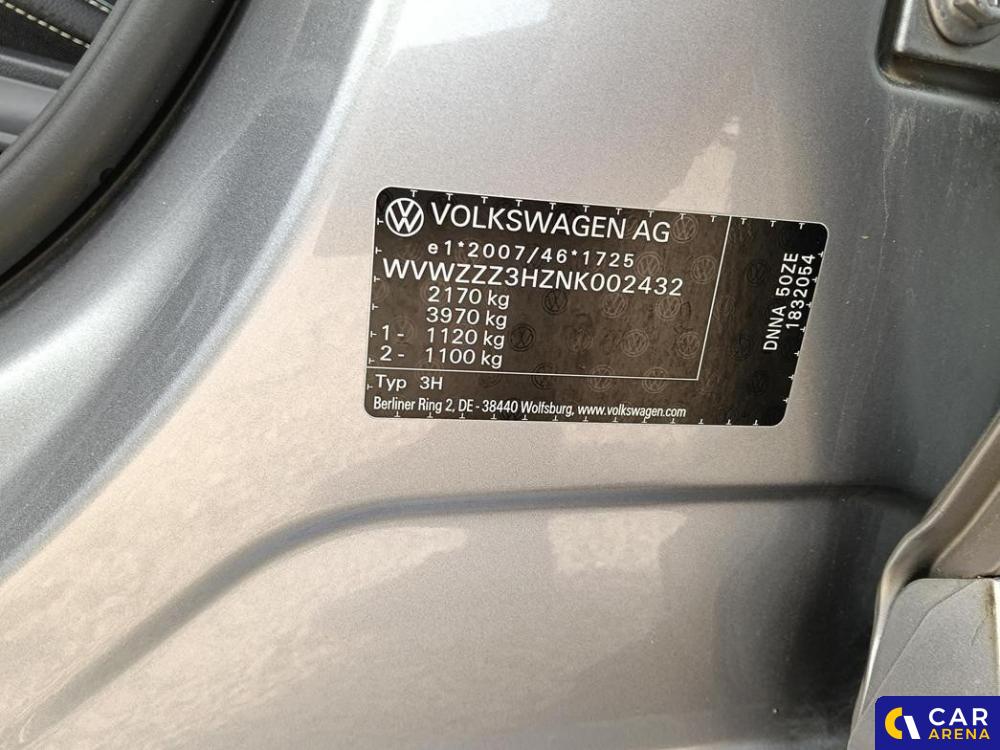 VOLKSWAGEN AG
e1*2007/46*1725
WVWZZZ3HZNK002432
2170 kg
3970 kg
1- 1120 kg
2- 1100 kg
Typ 3H
Berliner Ring 2, DE - 38440 Wolfsburg, www.volkswagen.com
DNNA 50ZE
1832054
CAR
ARENA